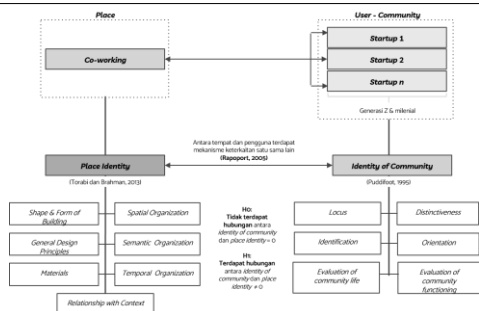 Place
User - Community
Co-working
Startup 1
Startup 2
Startup n
Generasi Z & milenial
Antara tempat dan pengguna terdapat
mekanisme keterkaitan satu sama
lain
(Rapoport, 2005)
Place Identity
(Torabi dan Brahman, 2013)
Identity of Community
(Puddifoot, 1995)
Shape & Form of
Building
Spatial Organization
General Design
Principles
Semantic Organization
Materials
Temporal Organization
Relationship with Context
H0:
Tidak terdapat
hubungan antara
identity of community
dan place identity = 0
H1:
Terdapat hubungan
antara identity of
community dan place
identity ≠ 0
Locus
Distinctiveness
Identification
Orientation
Evaluation of
community life
Evaluation of
community
functioning